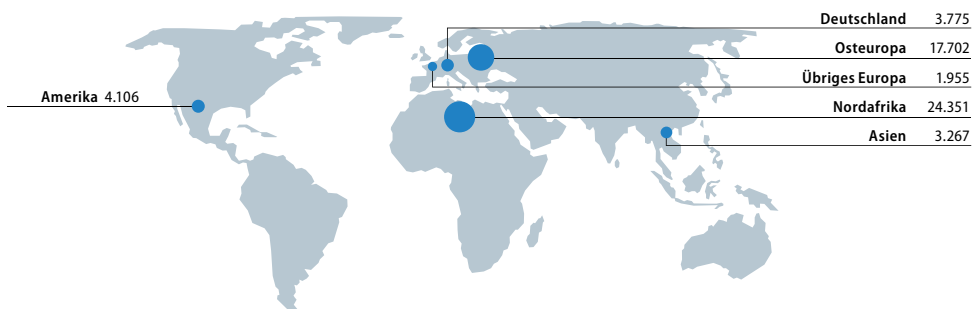 Deutschland 3.775
Osteuropa 17.702
Übriges Europa 1.955
Amerika 4.106
Nordafrika 24.351
Asien 3.267